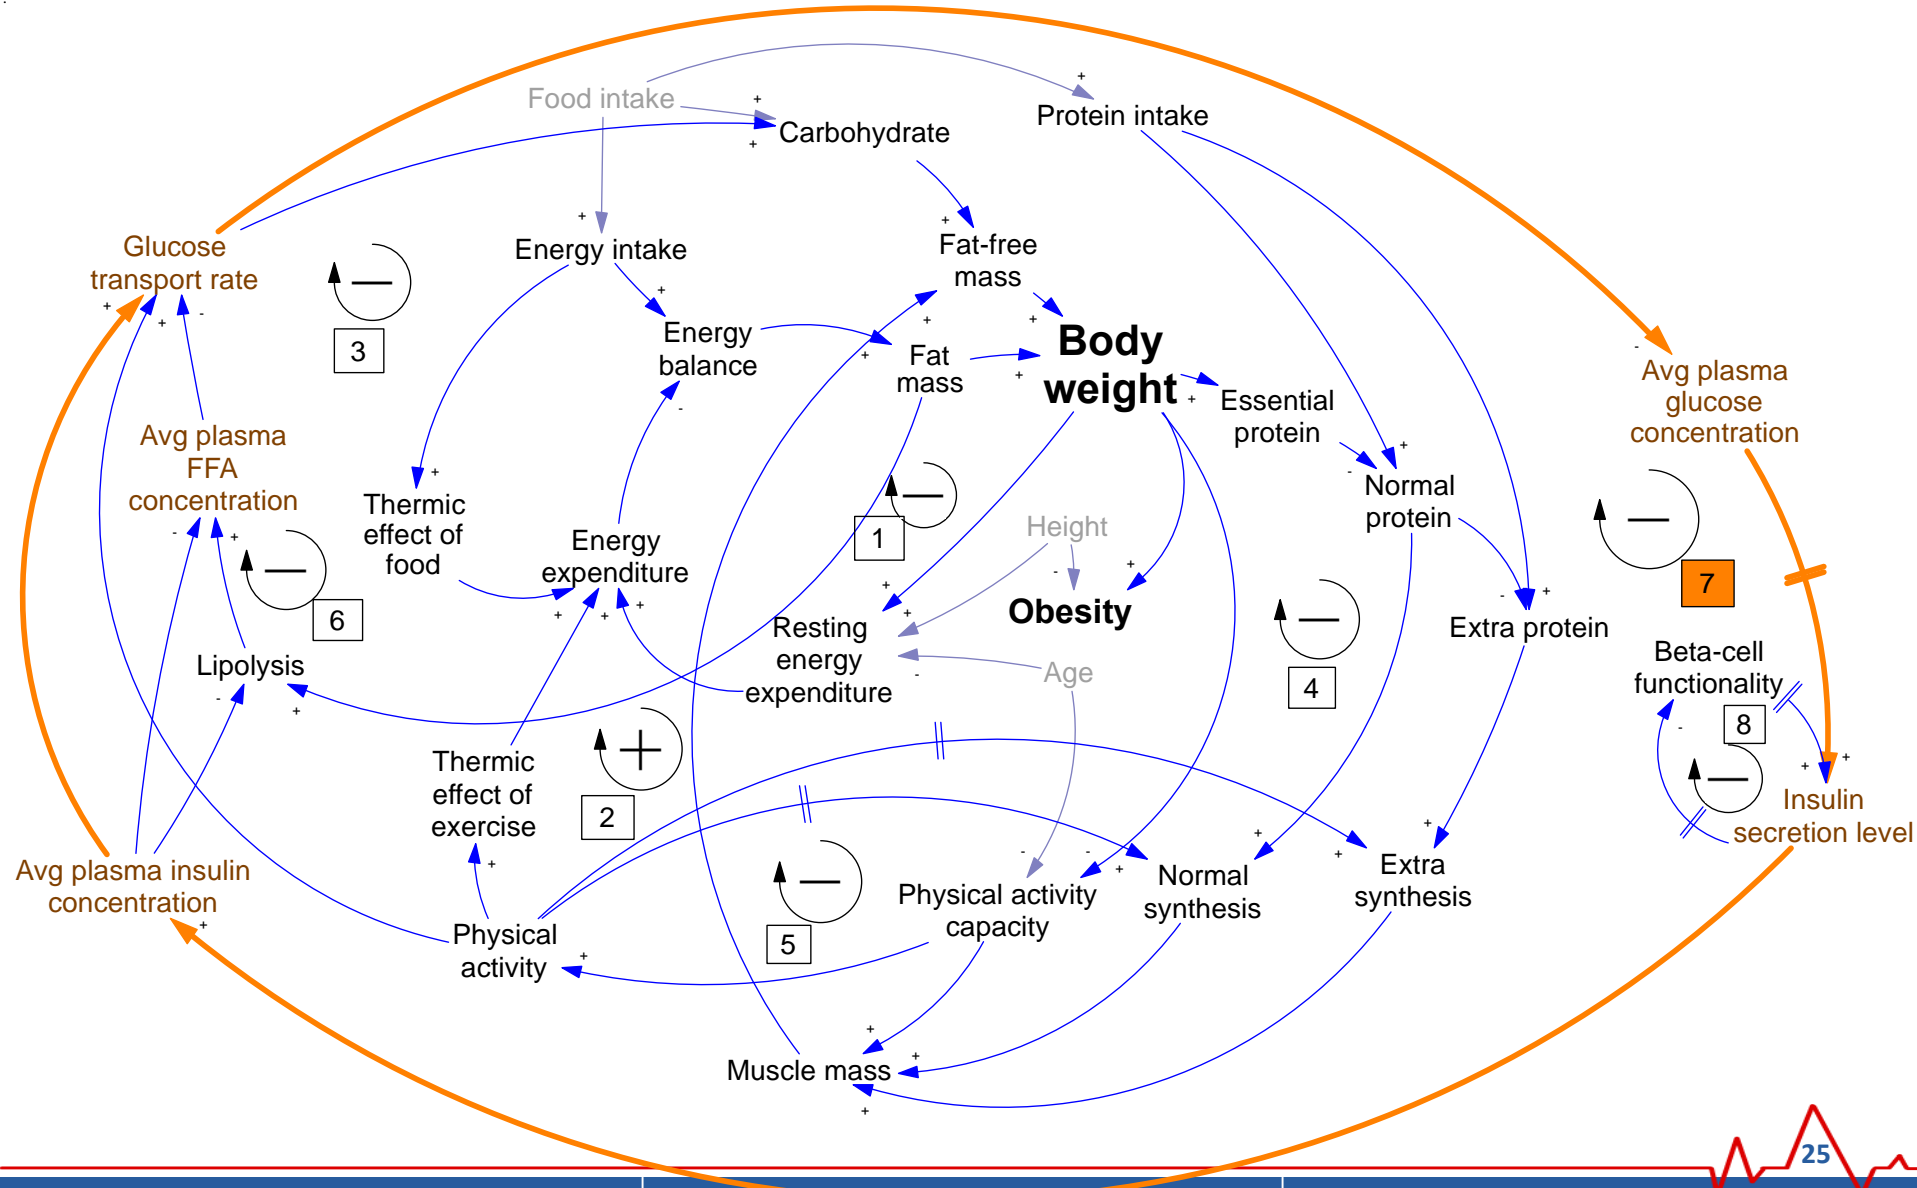 Food intake
+
+
Protein intake
+
Carbohydrate
+
Glucose
transport rate
+
+
-
3
+
Energy intake
+
Fat-free
mass
+
Energy
balance
+
-
+
Fat
mass
+
+
Body
weight
+
Essential
protein
-
+
Normal
protein
-
Avg plasma
glucose
concentration
Avg plasma
FFA
concentration
-
+
6
+
Thermic
effect of
food
Energy
expenditure
+
+
+
1
Height
-
+
Obesity
+
+
Resting
energy
expenditure
-
Age
4
-
+
Extra protein
7
Beta-cell
functionality
-
8
+
+
Insulin
secretion level
Lipolysis
-
+
Thermic
effect of
exercise
+
2
Avg plasma insulin
concentration
+
Physical
activity
+
5
-
-
Physical activity
capacity
+
+
Normal
synthesis
+
+
Extra
synthesis
+
+
Muscle mass
+
25